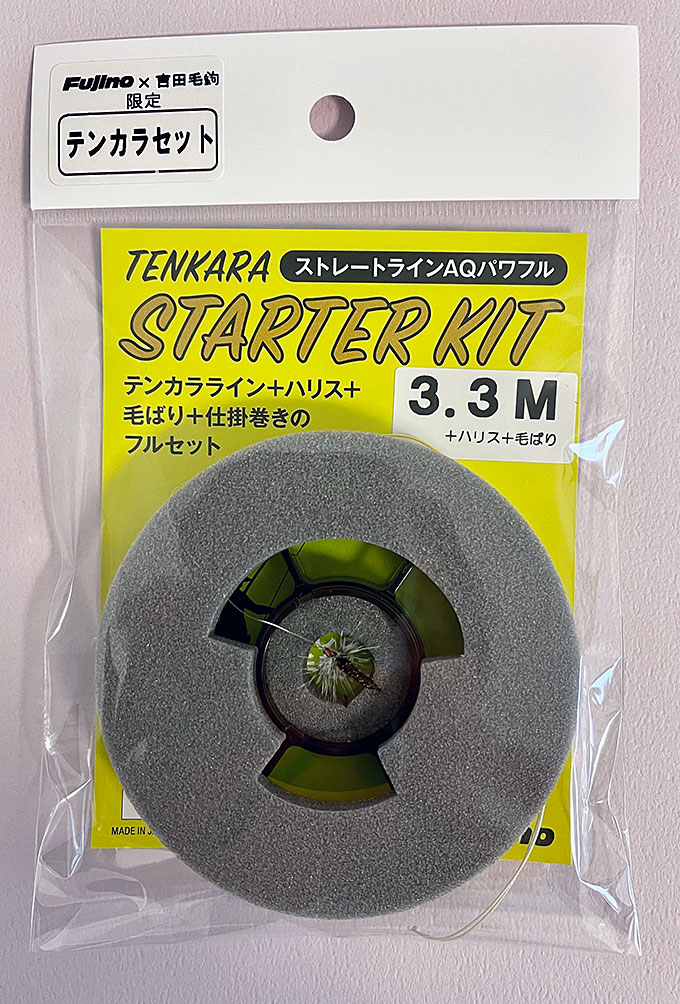 Fujino×吉田毛鉤
限定
テンカラセット
TENKARA ストレートラインAQパワフル
STARTER KIT
テンカラライン+ハリス+
毛ばり+仕掛巻きの
フルセット
3.3M
+ハリス+毛ばり
MADE IN J